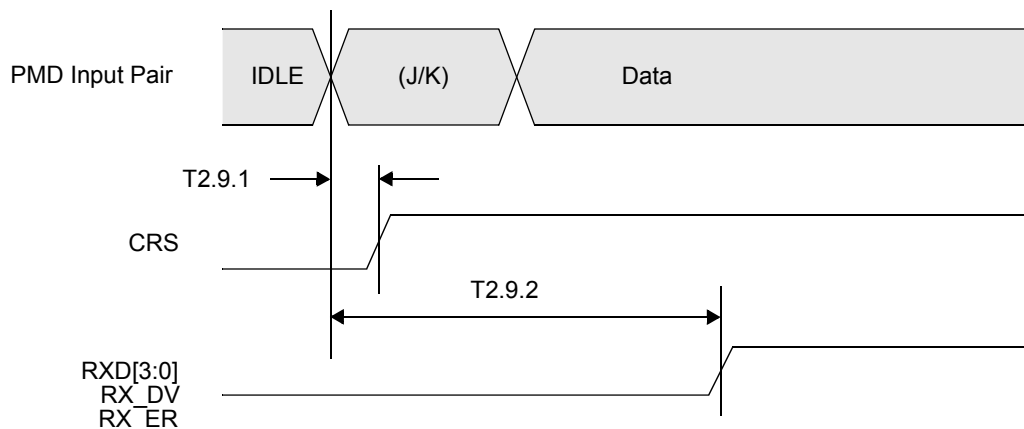 PMD Input Pair IDLE (J/K) Data
T2.9.1
CRS
T2.9.2
RXD[3:0]
RX_DV
RX_ER